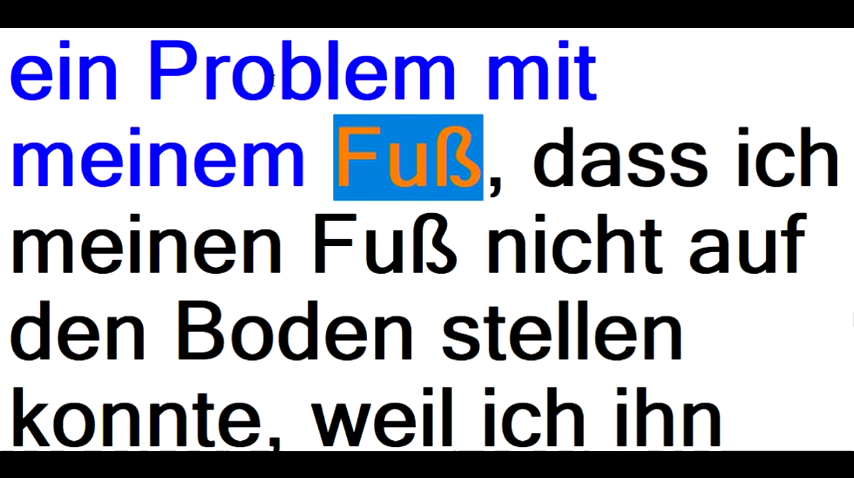 ein Problem mit
meinem Fuß, dass ich
meinen Fuß nicht auf
den Boden stellen
konnte, weil ich ihn